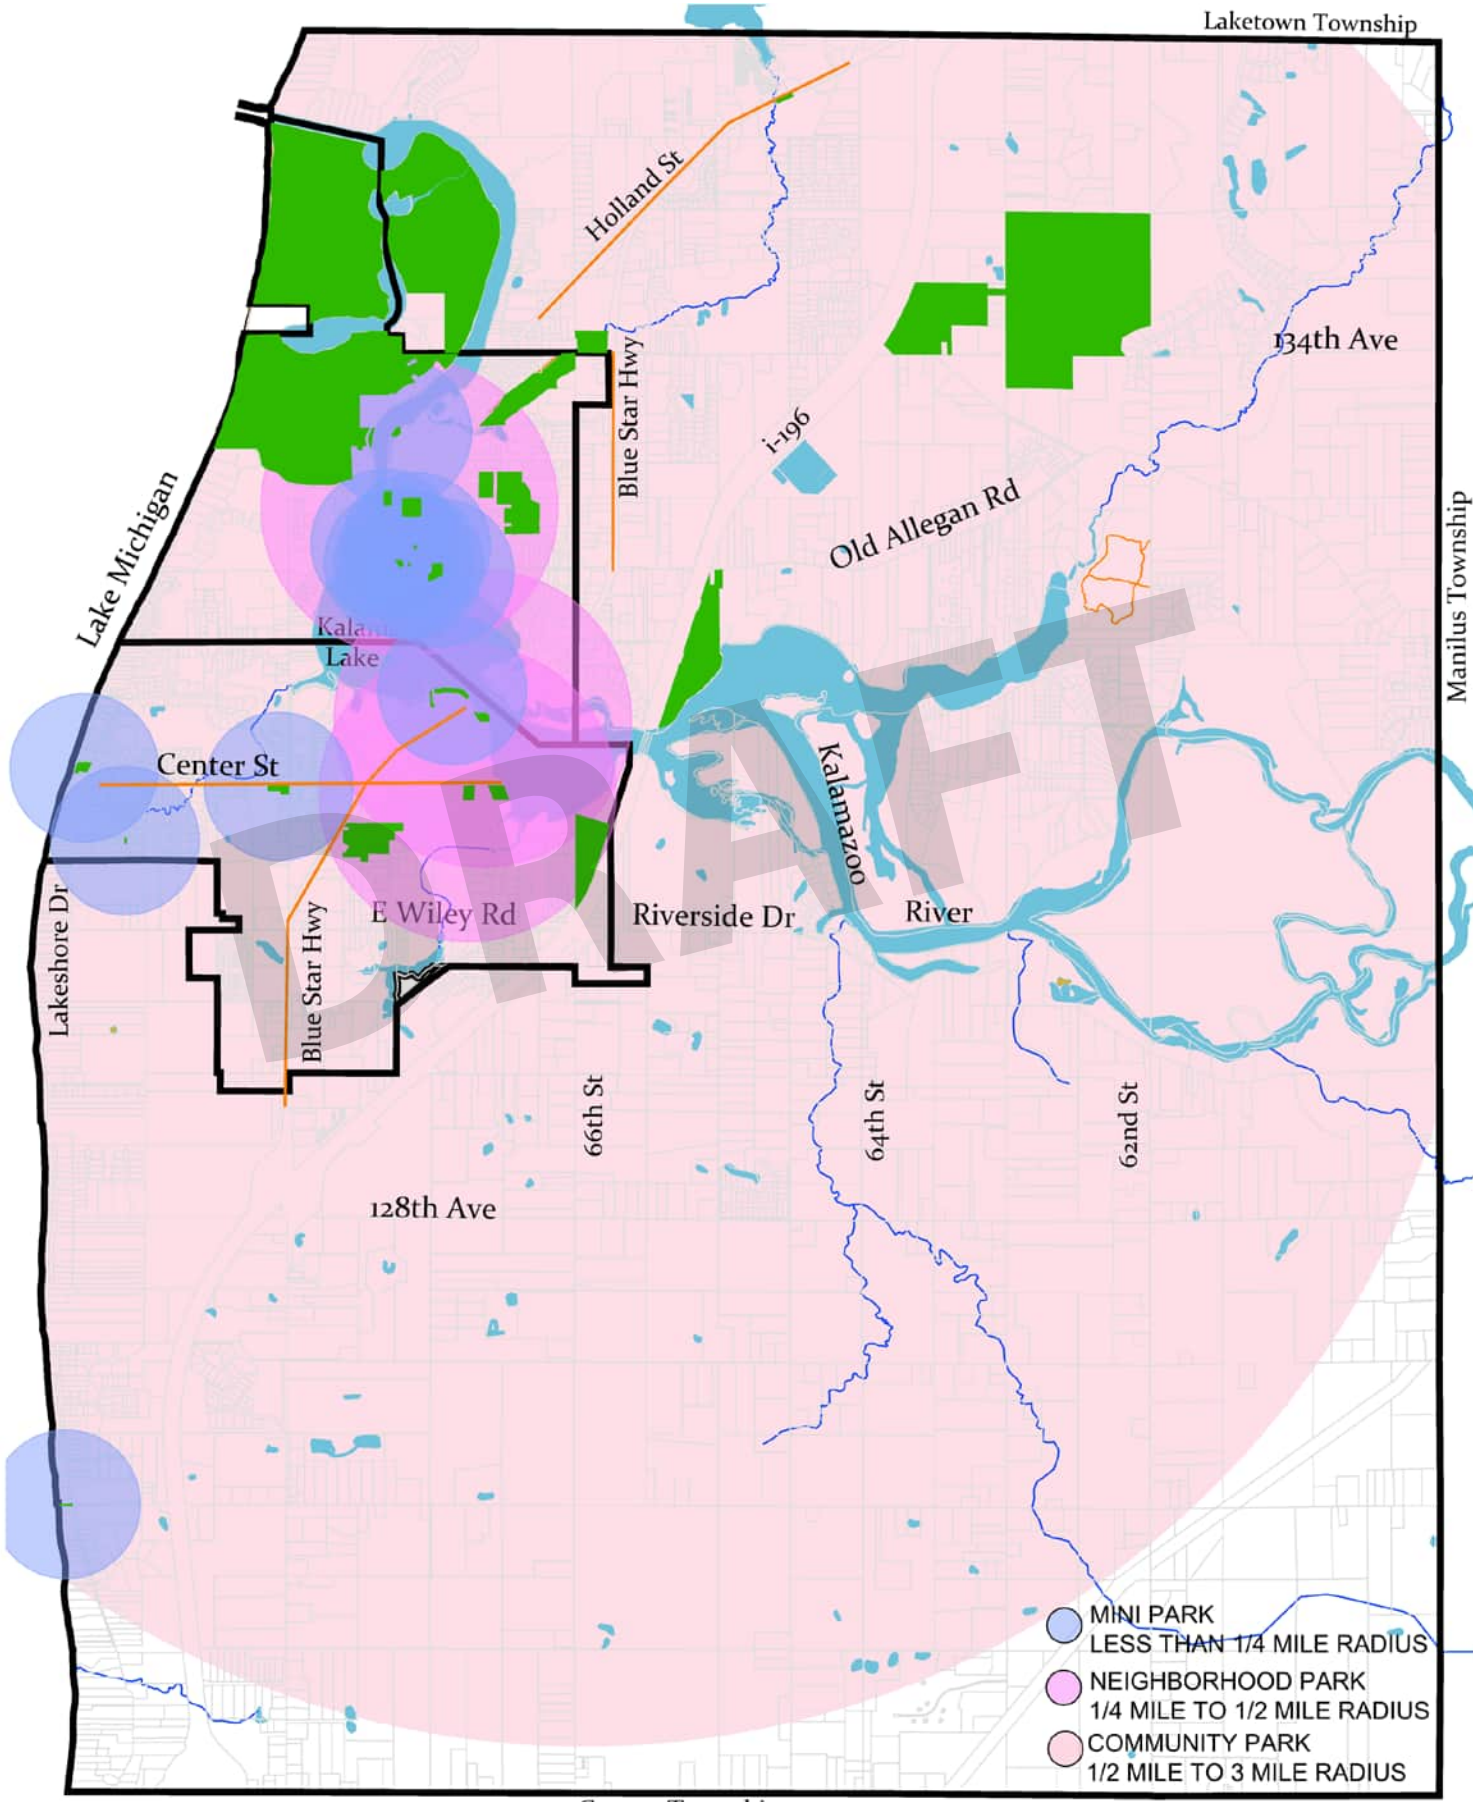 Laketown Township
Holland St
134th Ave
Blue Star Hwy
i-196
Old Allegan Rd
Lake Michigan
Manilus Township
Lake
Center St
Kalamazoo
River
DRAFT
Lakeshore Dr
E Wiley Rd
Riverside Dr
Blue Star Hwy
66th St
64th St
62nd St
128th Ave
MINI PARK
LESS THAN 1/4 MILE RADIUS
NEIGHBORHOOD PARK
1/4 MILE TO 1/2 MILE RADIUS
COMMUNITY PARK
1/2 MILE TO 3 MILE RADIUS